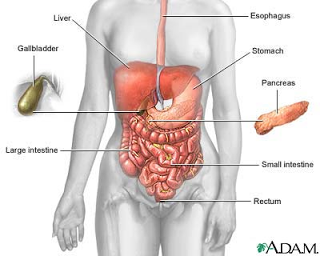 Liver
Esophagus
Gallbladder
Stomach
Pancreas
Large intestine
Small intestine
Rectum
A.D.A.M.